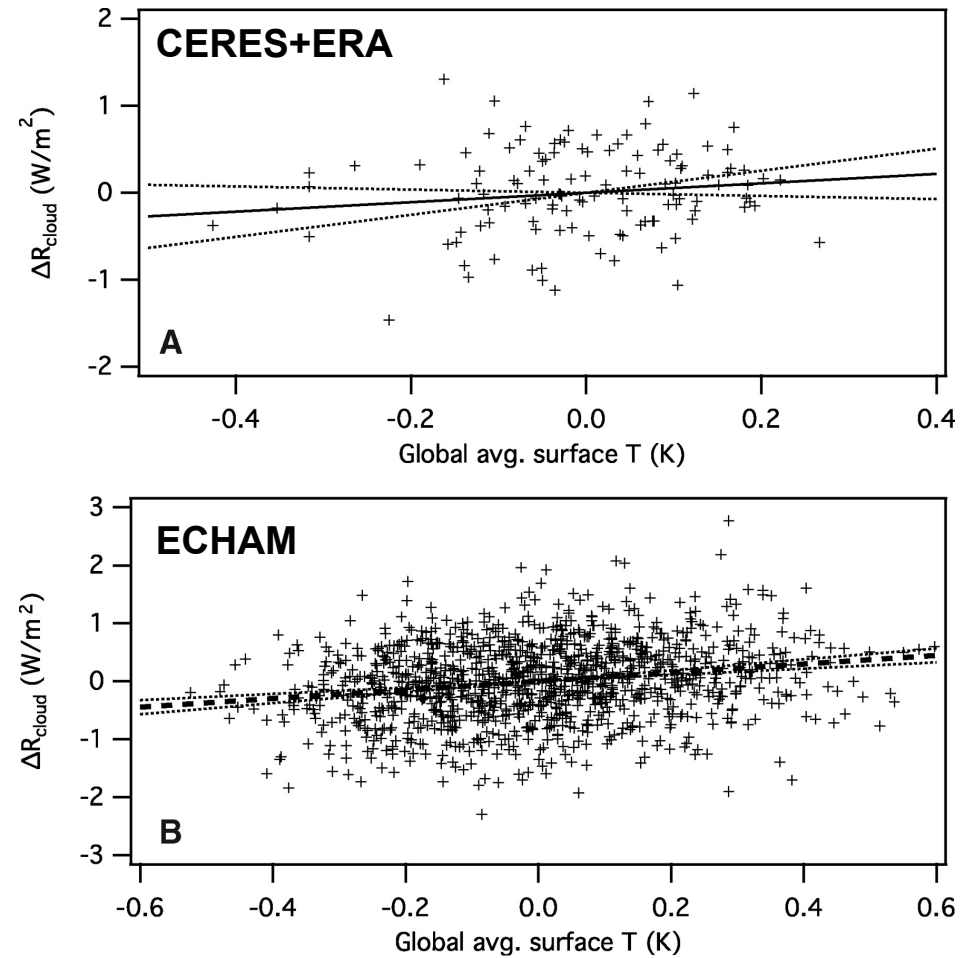 CERES+ERA
2
1
0
-1
-2
ΔRcloud (W/m2)
A
-0.4 -0.2 0.0 0.2 0.4
Global avg. surface T (K)
ECHAM
3
2
1
0
-1
-2
-3
ΔRcloud (W/m2)
B
-0.6 -0.4 -0.2 0.0 0.2 0.4 0.6
Global avg. surface T (K)